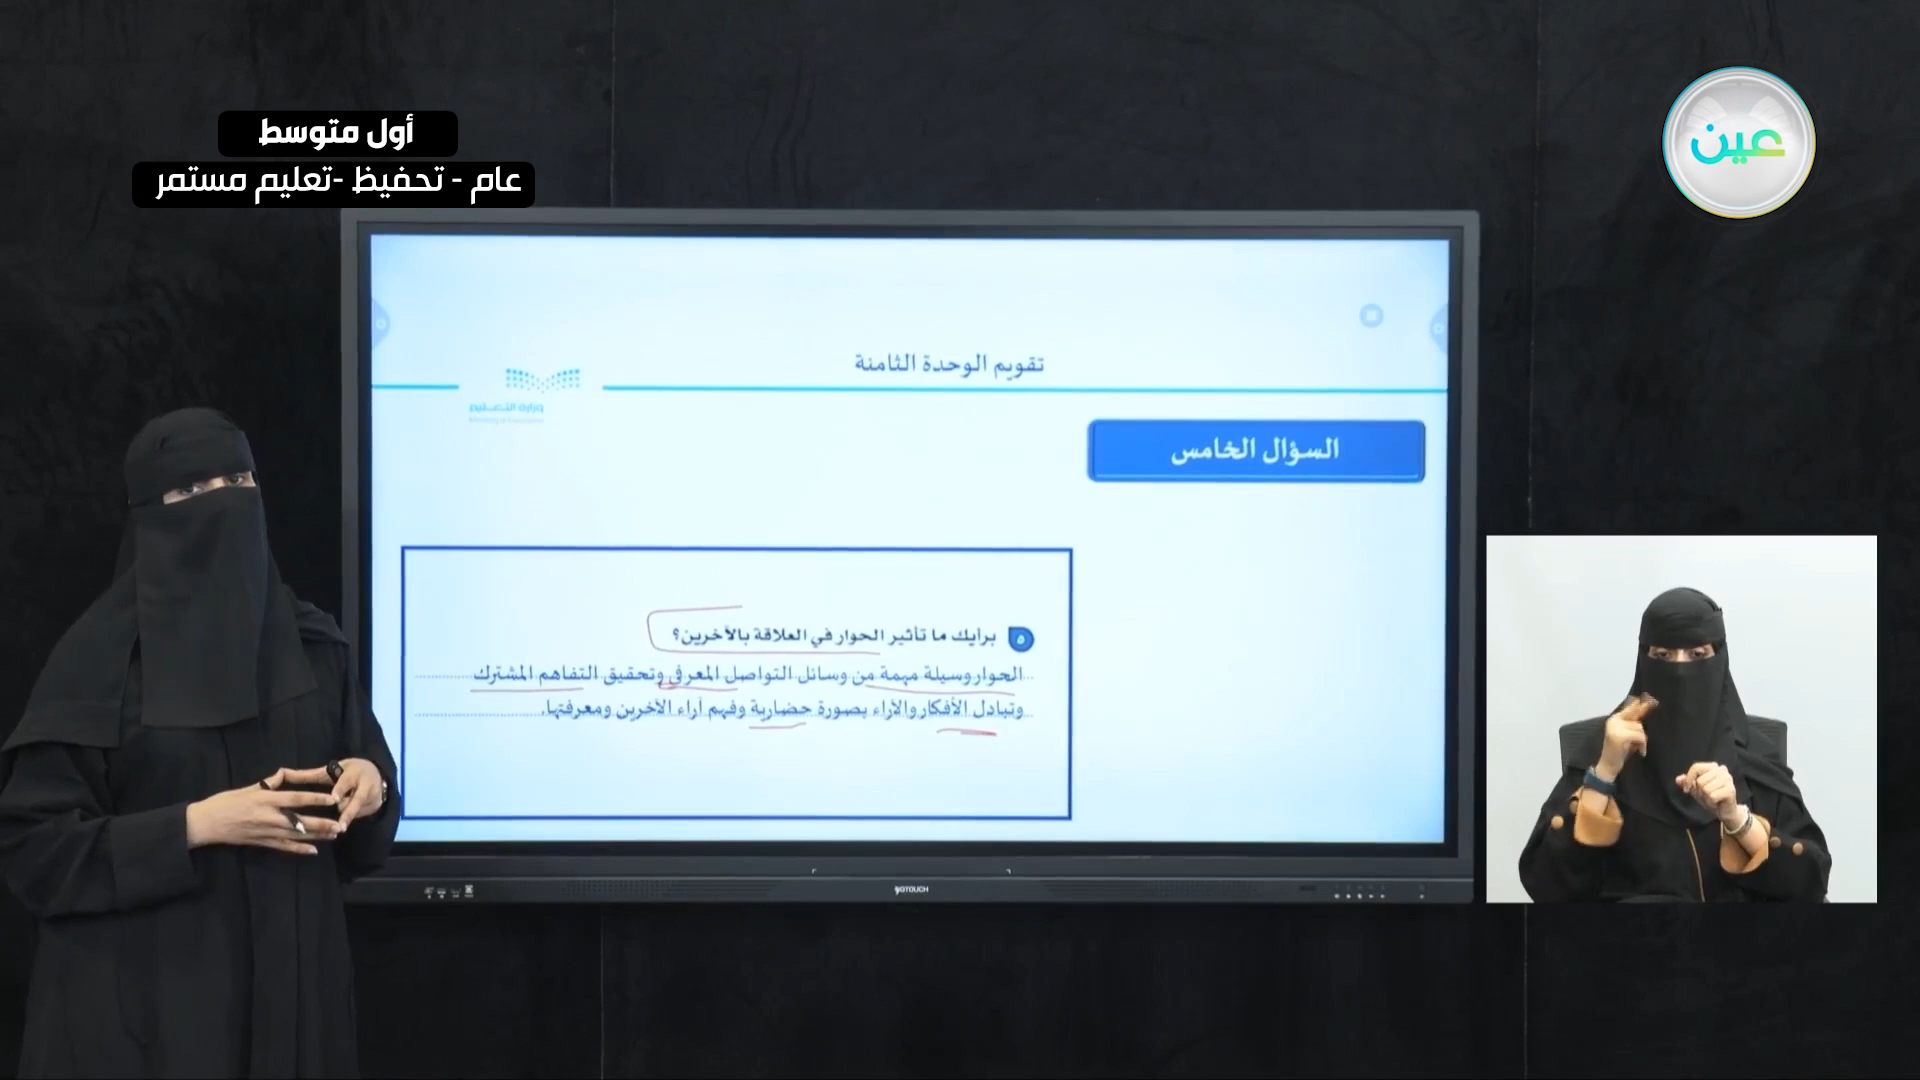 أول متوسط
عام - تحفيظ -تعليم مستمر
عين
تقويم الوحدة الثامنة
وزارة التعليم
السؤال الخامس
٥ برأيك ما تأثير الحوار في العلاقة بالآخرين؟
الحوار وسيلة مهمة من وسائل التواصل المعرفي وتحقيق التفاهم المشترك
وتبادل الأفكار والآراء بصورة حضارية وفهم آراء الآخرين ومعرفتها.